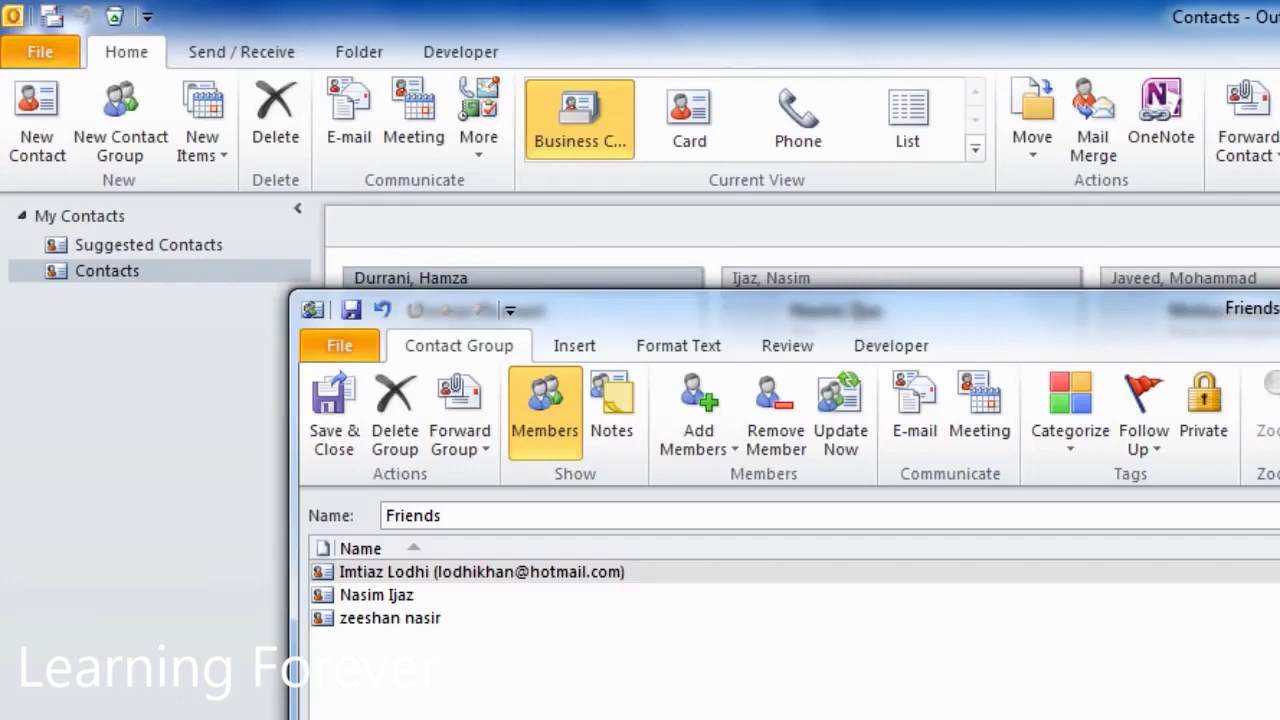 Contacts - Out
File Home Send / Receive Folder Developer
New Contact
New Contact Group
New Items
Delete
E-mail
Meeting
More
Business C...
Card
Phone
List
Move
Mail Merge
OneNote
Forward Contact
New Delete Communicate Current View Actions
My Contacts
Suggested Contacts
Contacts
Durrani, Hamza
Ijaz, Nasim
Javeed, Mohammad
Friends
File Contact Group Insert Format Text Review Developer
Save & Close
Delete Group
Forward Group
Members
Notes
Add Members
Remove Member
Update Now
E-mail
Meeting
Categorize
Follow Up
Private
Zoo
Actions Show Members Communicate Tags Zoo
Name: Friends
Name
Imtiaz Lodhi (lodhikhan@hotmail.com)
Nasim Ijaz
zeeshan nasir
Learning Forever